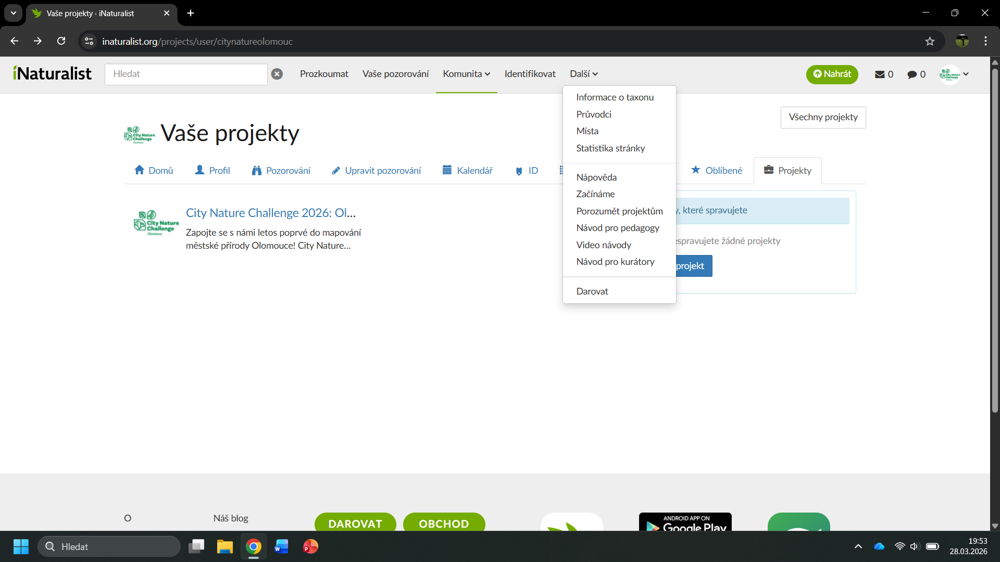 Vaše projekty · iNaturalist
inaturalist.org/projects/user/citynatureolomouc
iNaturalist
Hledat
Prozkoumat
Vaše pozorování
Komunita
Identifikovat
Další
Nahrát
0
0
Informace o taxonu
Průvodci
Místa
Statistika stránky
Nápověda
Začínáme
Porozumět projektům
Návod pro pedagogy
Video návody
Návod pro kurátory
Darovat
Všechny projekty
City Nature
Challenge
Olomouc
Vaše projekty
Domů
Profil
Pozorování
Upravit pozorování
Kalendář
ID
Oblíbené
Projekty
City Nature
Challenge
Olomouc
City Nature Challenge 2026: Ol...
Zapojte se s námi letos poprvé do mapování
městské přírody Olomouce! City Nature...
, které spravujete
spravujete žádné projekty
projekt
O
Náš blog
DAROVAT
OBCHOD
ANDROID APP ON
Google Play
Hledat
19:53
28.03.2026